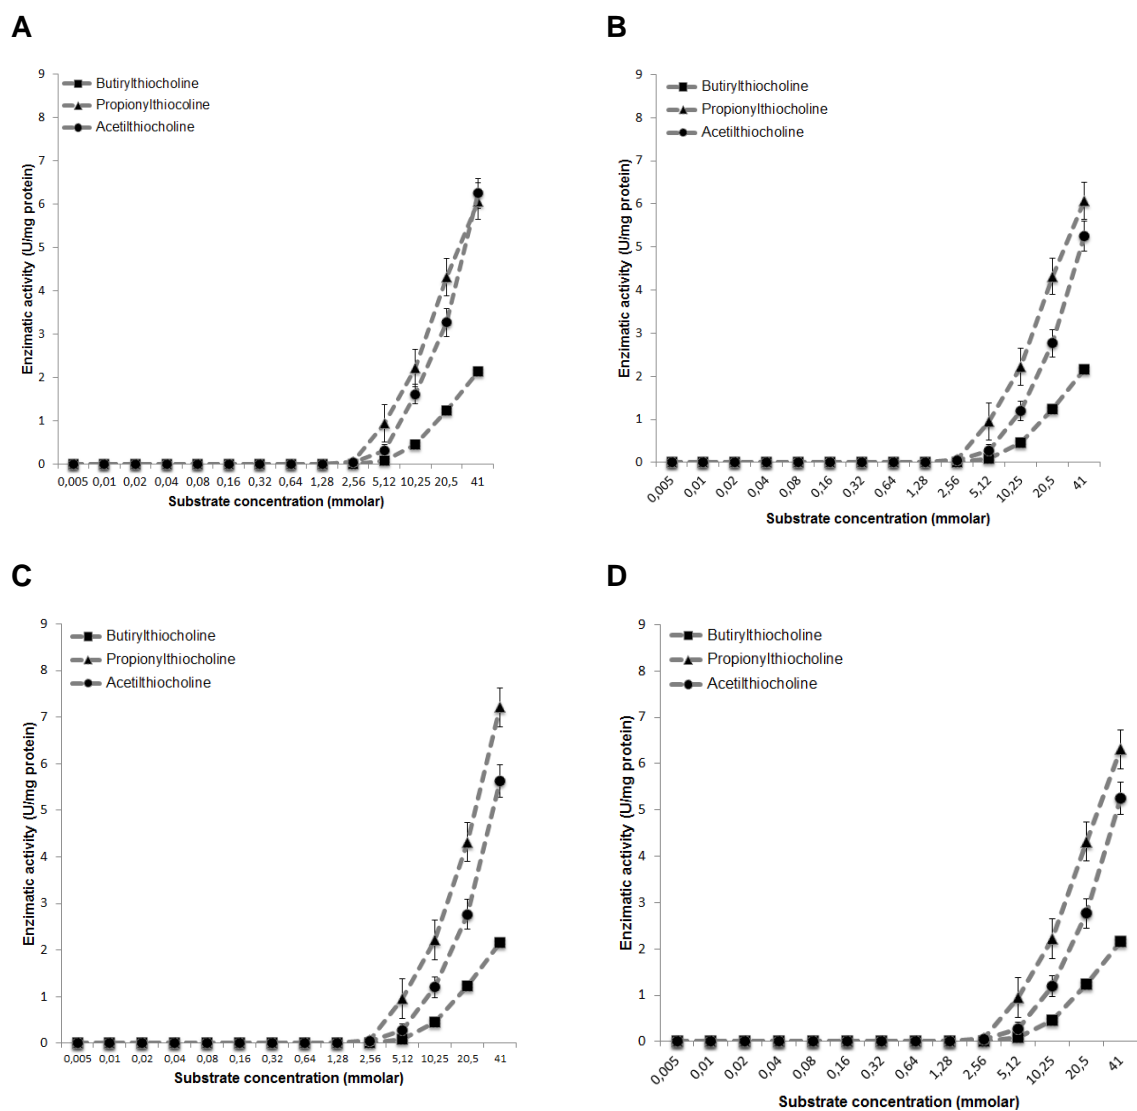 A
9
8
7
6
5
4
3
2
1
0
Butirylthiocholine
Propionylthiocoline
Acetilthiocholine
Enzimatic activity (U/mg protein)
0,005 0,01 0,02 0,04 0,08 0,16 0,32 0,64 1,28 2,56 5,12 10,25 20,5 41
Substrate concentration (mmolar)
B
9
8
7
6
5
4
3
2
1
0
Butirylthiocholine
Propionylthiocholine
Acetilthiocholine
Enzimatic activity (U/mg protein)
0,005 0,01 0,02 0,04 0,08 0,16 0,32 0,64 1,28 2,56 5,12 10,25 20,5 41
Substrate concentration (mmolar)
C
9
8
7
6
5
4
3
2
1
0
Butirylthiocholine
Propionylthiocholine
Acetilthiocholine
Enzimatic activity (U/mg protein)
0,005 0,01 0,02 0,04 0,08 0,16 0,32 0,64 1,28 2,56 5,12 10,25 20,5 41
Substrate concentration (mmolar)
D
9
8
7
6
5
4
3
2
1
0
Butirylthiocholine
Propionylthiocholine
Acetilthiocholine
Enzimatic activity (U/mg protein)
0,005 0,01 0,02 0,04 0,08 0,16 0,32 0,64 1,28 2,56 5,12 10,25 20,5 41
Substrate concentration (mmolar)